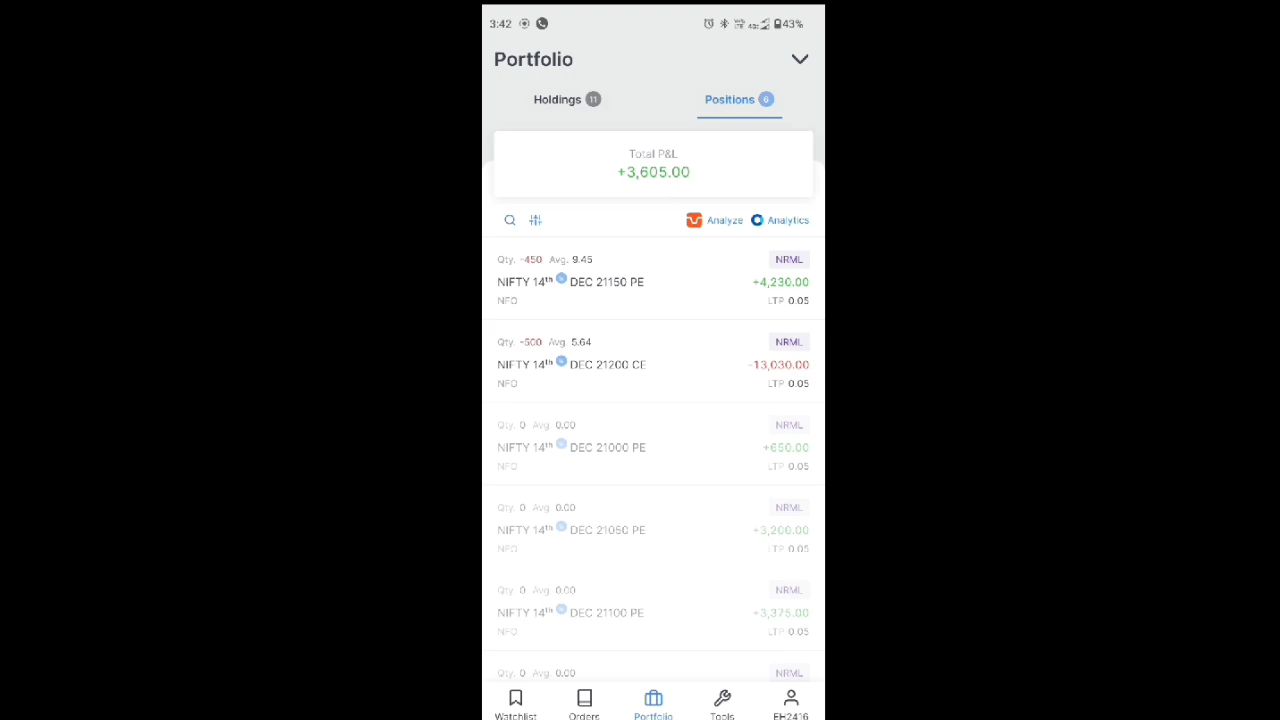 3:42 43%
Portfolio
Holdings 11 Positions 6
Total P&L
+3,605.00
Analyze Analytics
Qty. -450 Avg. 9.45 NRML
NIFTY 14th w DEC 21150 PE +4,230.00
NFO LTP 0.05
Qty. -500 Avg. 5.64 NRML
NIFTY 14th w DEC 21200 CE -13,030.00
NFO LTP 0.05
Qty. 0 Avg. 0.00 NRML
NIFTY 14th w DEC 21000 PE +650.00
NFO LTP 0.05
Qty. 0 Avg. 0.00 NRML
NIFTY 14th w DEC 21050 PE +3,200.00
NFO LTP 0.05
Qty. 0 Avg. 0.00 NRML
NIFTY 14th w DEC 21100 PE +3,375.00
NFO LTP 0.05
Qty. 0 Avg. 0.00 NRML
Watchlist Orders Portfolio Tools EH2416